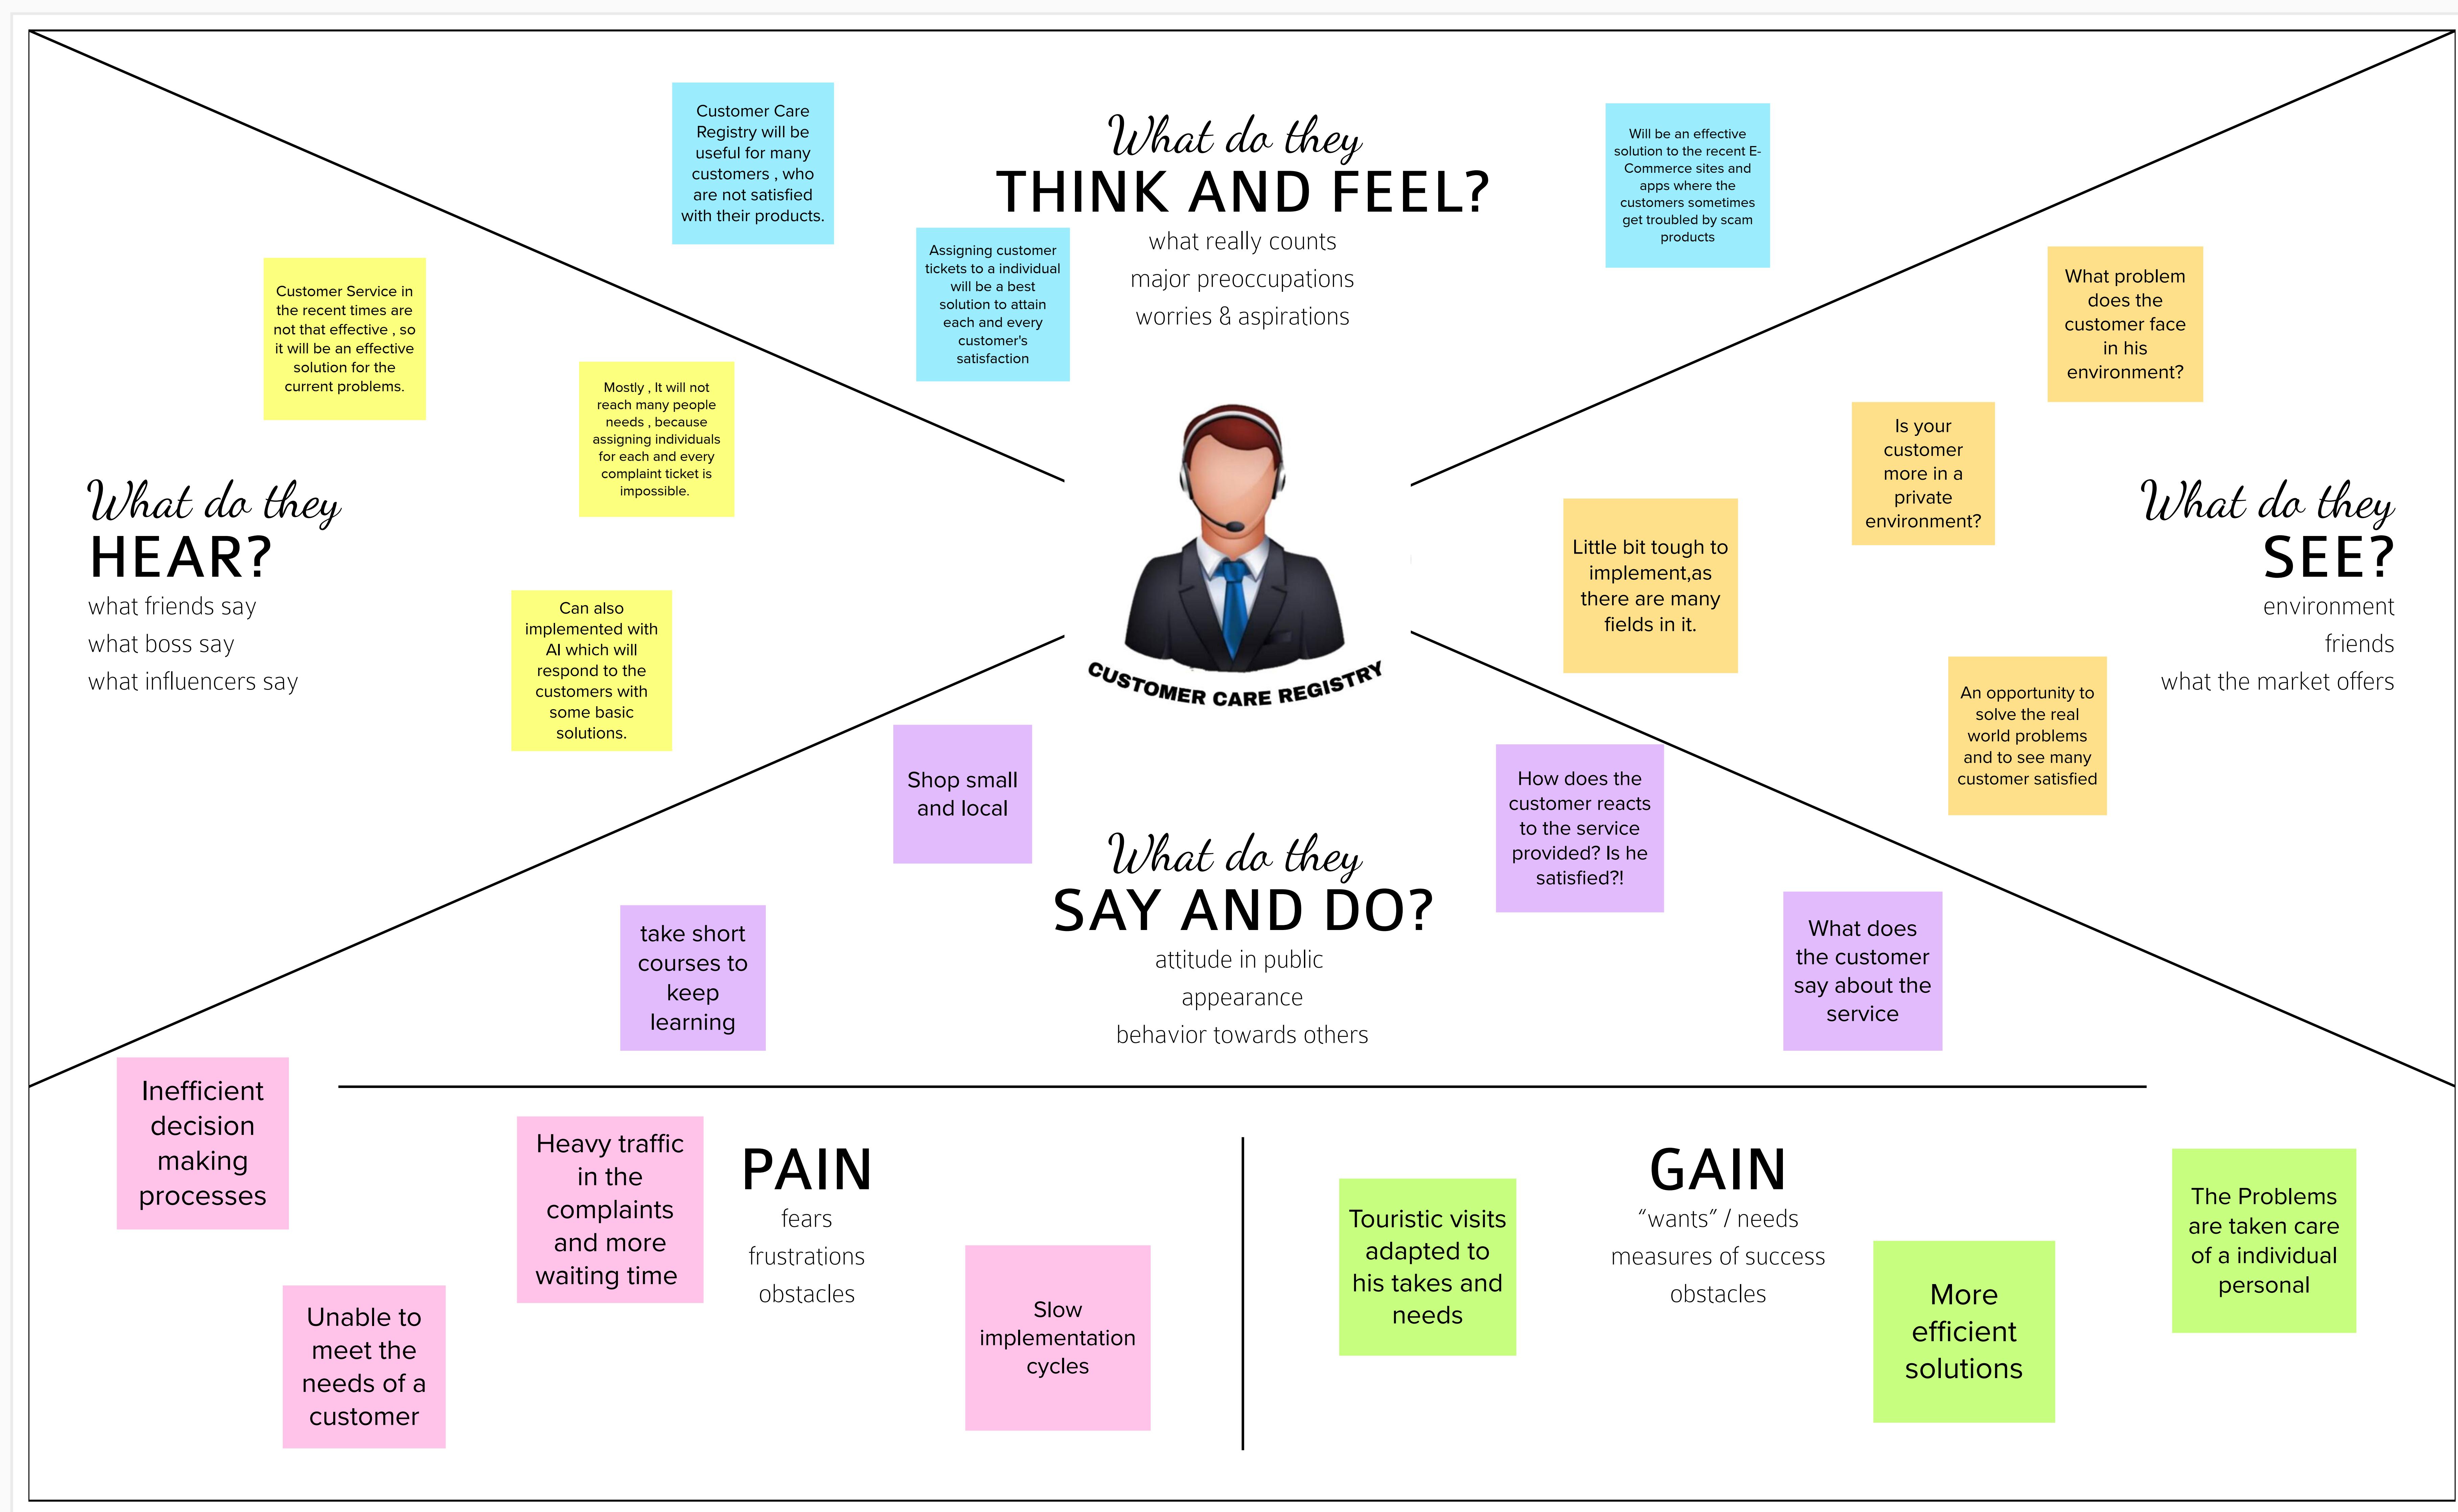 Customer Care
Registry will be
useful for many
customers , who
are not satisfied
with their products.
What do they
THINK AND FEEL?
what really counts
major preoccupations
worries & aspirations
Assigning customer
tickets to a individual
will be a best
solution to attain
each and every
customer's
satisfaction
Will be an effective
solution to the recent E-
Commerce sites and
apps where the
customers sometimes
get troubled by scam
products
Customer Service in
the recent times are
not that effective , so
it will be an effective
solution for the
current problems.
Mostly , It will not
reach many people
needs , because
assigning individuals
for each and every
complaint ticket is
impossible.
What do they
HEAR?
what friends say
what boss say
what influencers say
Can also
implemented with
AI which will
respond to the
customers with
some basic
solutions.
CUSTOMER CARE REGISTRY
What problem
does the
customer face
in his
environment?
Is your
customer
more in a
private
environment?
Little bit tough to
implement,as
there are many
fields in it.
What do they
SEE?
environment
friends
what the market offers
An opportunity to
solve the real
world problems
and to see many
customer satisfied
Shop small
and local
take short
courses to
keep
learning
What do they
SAY AND DO?
attitude in public
appearance
behavior towards others
How does the
customer reacts
to the service
provided? Is he
satisfied?!
What does
the customer
say about the
service
Inefficient
decision
making
processes
Unable to
meet the
needs of a
customer
Heavy traffic
in the
complaints
and more
waiting time
PAIN
fears
frustrations
obstacles
Slow
implementation
cycles
Touristic visits
adapted to
his takes and
needs
GAIN
“wants” / needs
measures of success
obstacles
More
efficient
solutions
The Problems
are taken care
of a individual
personal